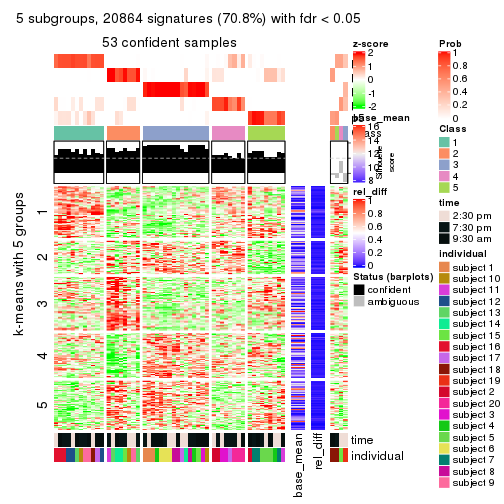 5 subgroups, 20864 signatures (70.8%) with fdr < 0.05
53 confident samples
k-means with 5 groups
1
2
3
4
5
p5
Class
Silhouette
score
base_mean
rel_diff
time
individual
z-score
2
1
0
-1
-2
base_mean
16
14
12
10
8
rel_diff
1
0.8
0.6
0.4
0.2
0
Status (barplots)
confident
ambiguous
Prob
1
0.8
0.6
0.4
0.2
0
Class
1
2
3
4
5
time
2:30 pm
7:30 pm
9:30 am
Individual
subject 1
subject 10
subject 11
subject 12
subject 13
subject 14
subject 15
subject 16
subject 17
subject 18
subject 19
subject 2
subject 20
subject 3
subject 4
subject 5
subject 6
subject 7
subject 8
subject 9